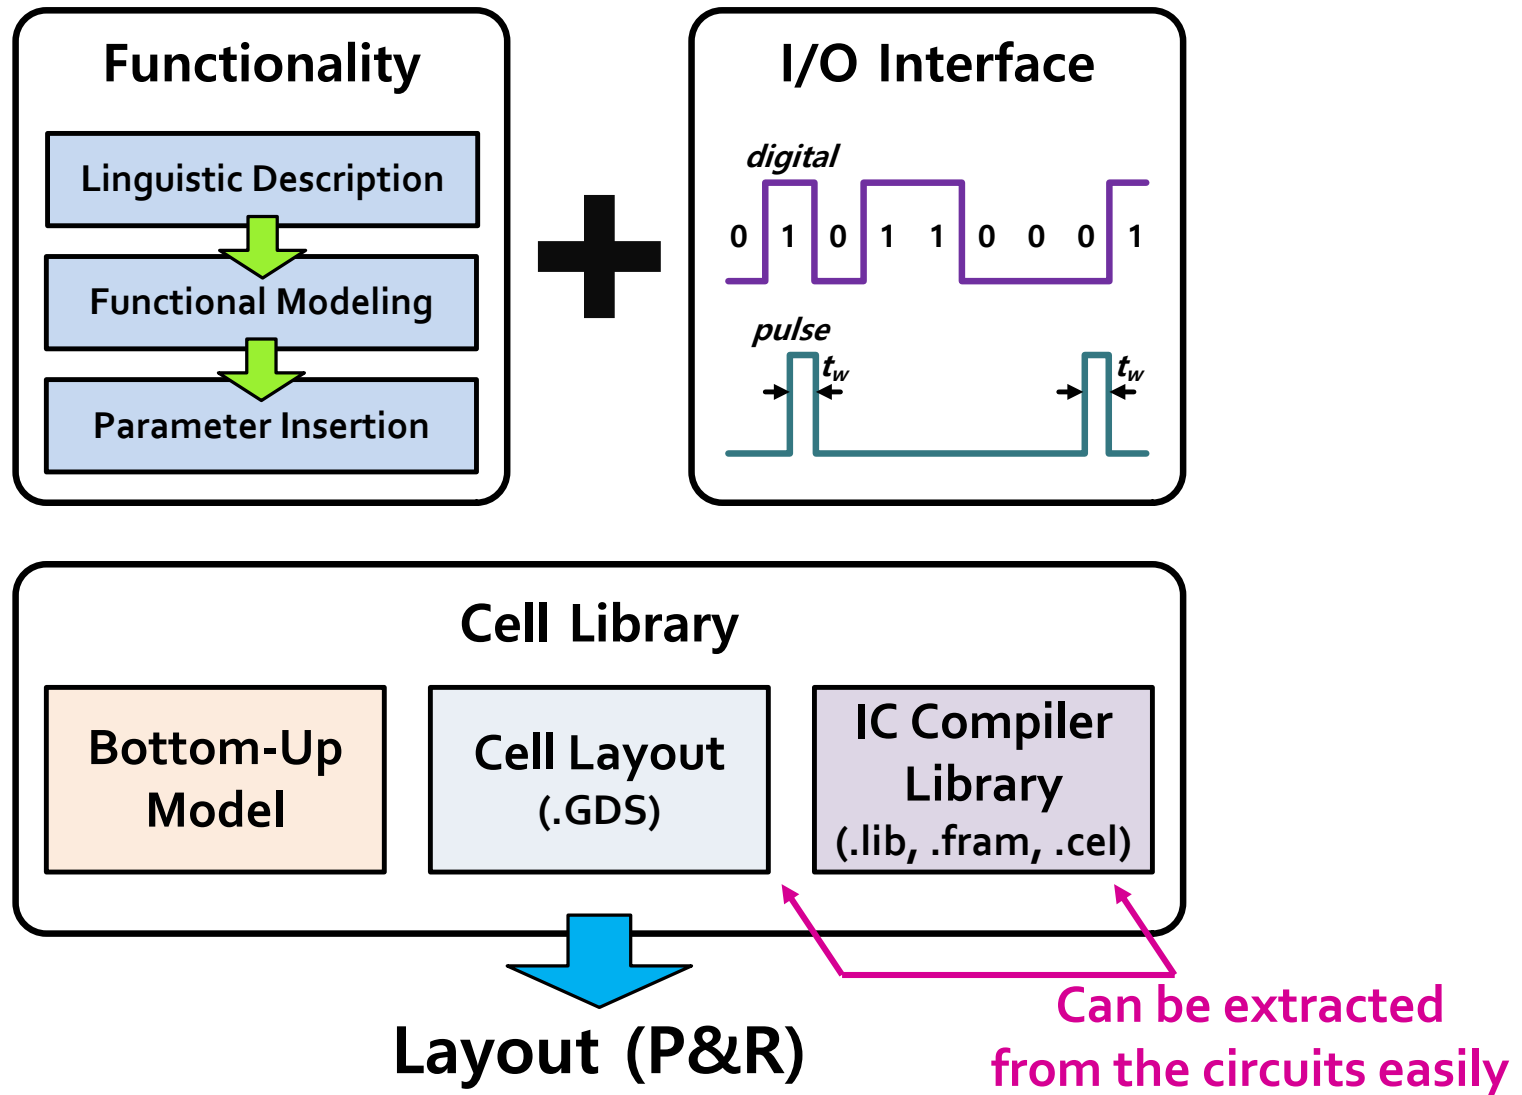 Functionality
Linguistic Description
Functional Modeling
Parameter Insertion
I/O Interface
digital
0 1 0 1 1 0 0 0 1
pulse
tw tw
Cell Library
Bottom-Up
Model
Cell Layout
(.GDS)
IC Compiler
Library
(.lib, .fram, .cel)
Layout (P&R)
Can be extracted
from the circuits easily